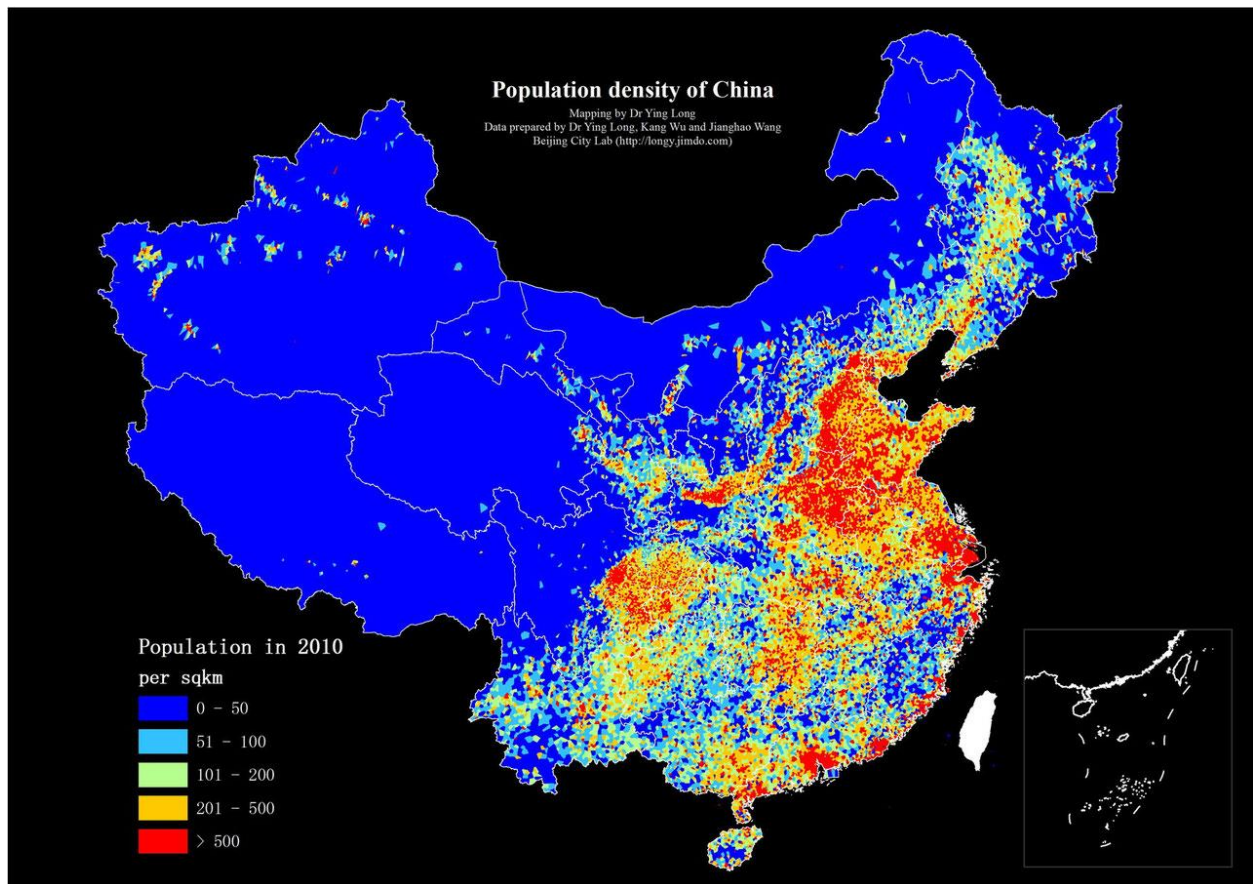 Population density of China
Mapping by Dr Ying Long
Data prepared by Dr Ying Long, Kang Wu and Jianghao Wang
Beijing City Lab (http://longy.jimdo.com)
Population in 2010
per sqkm
0 - 50
51 - 100
101 - 200
201 - 500
> 500